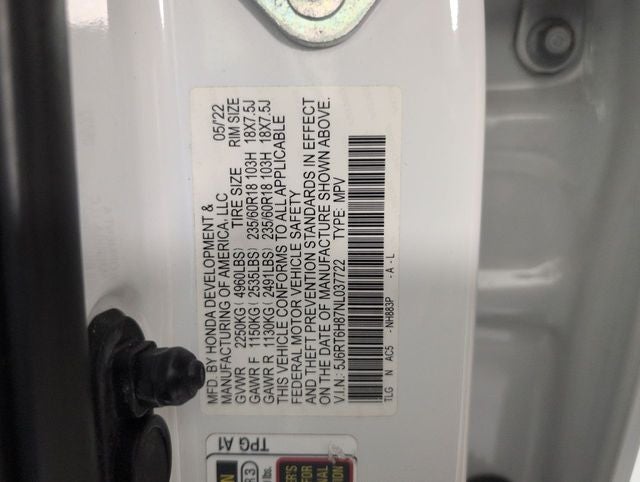 MFD. BY HONDA DEVELOPMENT &
MANUFACTURING OF AMERICA, LLC 05/'22
GVWR 2250KG( 4960LBS) TIRE SIZE RIM SIZE
GAWR F 1150KG( 2535LBS) 235/60R18 103H 18X7.5J
GAWR R 1130KG( 2491LBS) 235/60R18 103H 18X7.5J
THIS VEHICLE CONFORMS TO ALL APPLICABLE
FEDERAL MOTOR VEHICLE SAFETY
AND THEFT PREVENTION STANDARDS IN EFFECT
ON THE DATE OF MANUFACTURE SHOWN ABOVE.
V.I.N.: 5J6RT6H87NL037722 TYPE: MPV
TLG N AC5 -NH883P -A-L
TPG A1